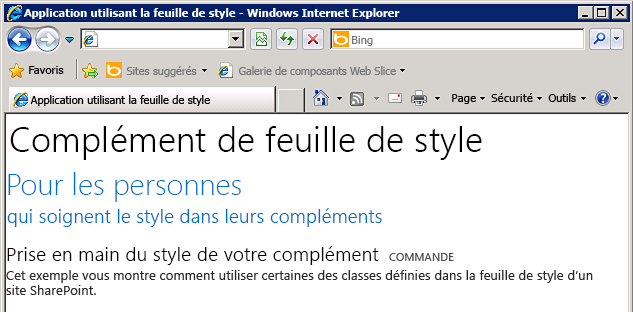 Application utilisant la feuille de style - Windows Internet Explorer
Bing
Favoris Sites suggérés Galerie de composants Web Slice
Application utilisant la feuille de style Page Sécurité Outils
Complément de feuille de style
Pour les personnes
qui soignent le style dans leurs compléments
Prise en main du style de votre complément COMMANDE
Cet exemple vous montre comment utiliser certaines des classes définies dans la feuille de style d'un
site SharePoint.